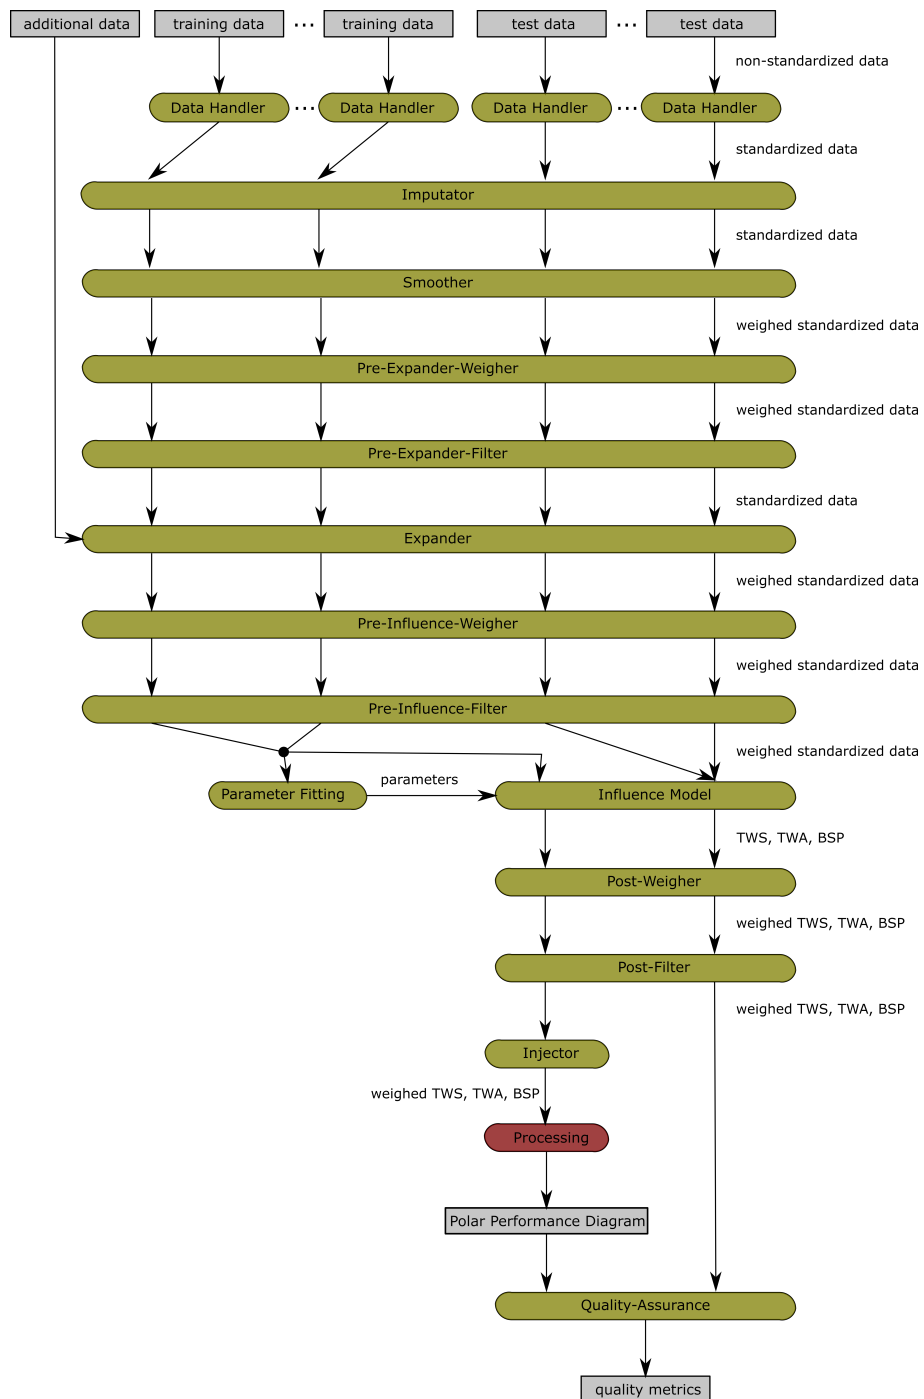 additional data
training data
...
training data
test data
...
test data
non-standardized data
Data Handler
...
Data Handler
Data Handler
...
Data Handler
standardized data
Imputator
standardized data
Smoother
weighed standardized data
Pre-Expander-Weigher
weighed standardized data
Pre-Expander-Filter
standardized data
Expander
weighed standardized data
Pre-Influence-Weigher
weighed standardized data
Pre-Influence-Filter
weighed standardized data
parameters
Parameter Fitting
Influence Model
TWS, TWA, BSP
Post-Weigher
weighed TWS, TWA, BSP
Post-Filter
weighed TWS, TWA, BSP
Injector
weighed TWS, TWA, BSP
Processing
Polar Performance Diagram
Quality-Assurance
quality metrics